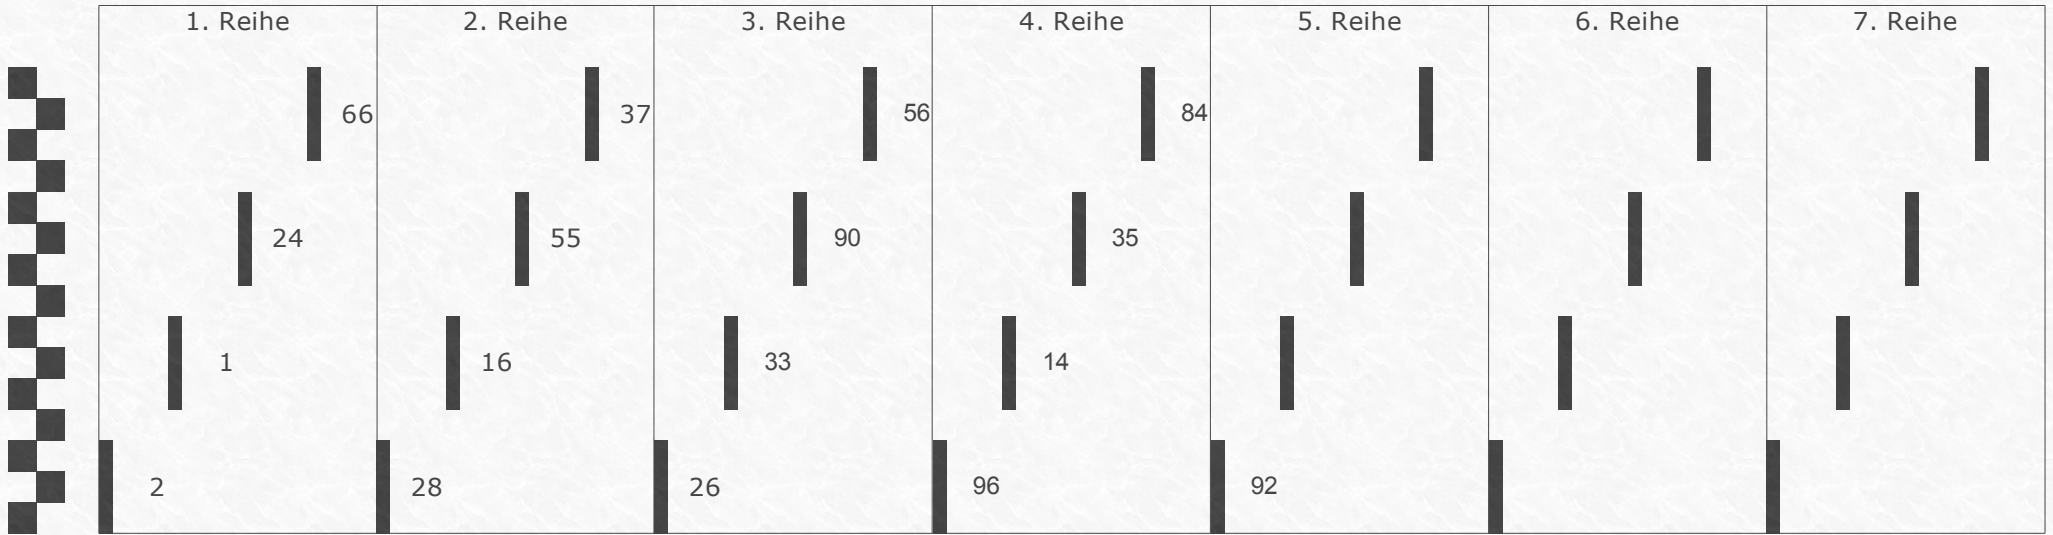 1. Reihe 2. Reihe 3. Reihe 4. Reihe 5. Reihe 6. Reihe 7. Reihe
66 37 56 84
24 55 90 35
1 16 33 14
2 28 26 96 92